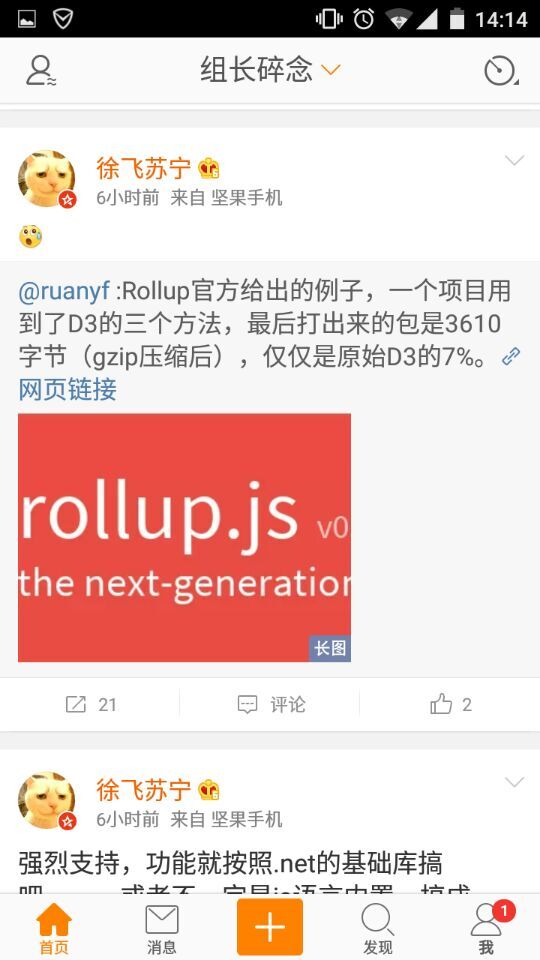 14:14
组长碎念
徐飞苏宁
6小时前 来自 坚果手机
@ruanyf :Rollup官方给出的例子，一个项目用
到了D3的三个方法，最后打出来的包是3610
字节（gzip压缩后），仅仅是原始D3的7%。
网页链接
rollup.js v0.
the next-generation
长图
21 评论 2
徐飞苏宁
6小时前 来自 坚果手机
强烈支持，功能就按照.net的基础库搞
1
首页 消息 发现 我